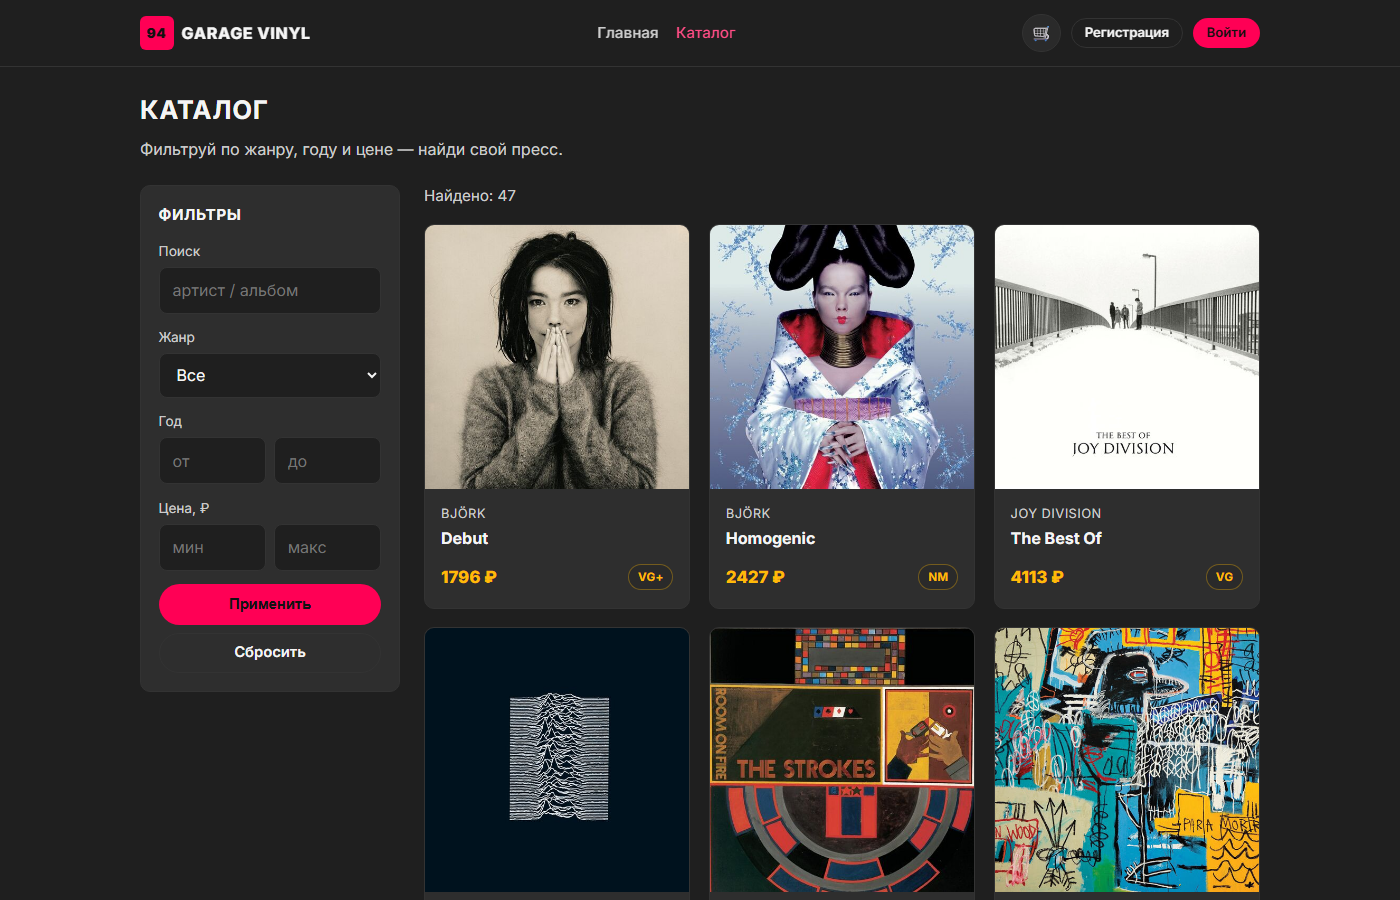 94 GARAGE VINYL
Главная Каталог
Регистрация Войти
КАТАЛОГ
Фильтруй по жанру, году и цене — найди свой пресс.
ФИЛЬТРЫ
Поиск
артист / альбом
Жанр
Все
Год
от до
Цена, ₽
мин макс
Применить
Сбросить
Найдено: 47
BJÖRK
Debut
1796 ₽ VG+
BJÖRK
Homogenic
2427 ₽ NM
THE BEST OF
JOY DIVISION
JOY DIVISION
The Best Of
4113 ₽ VG
ROOM ON FIRE
THE STROKES
PARA MORIR